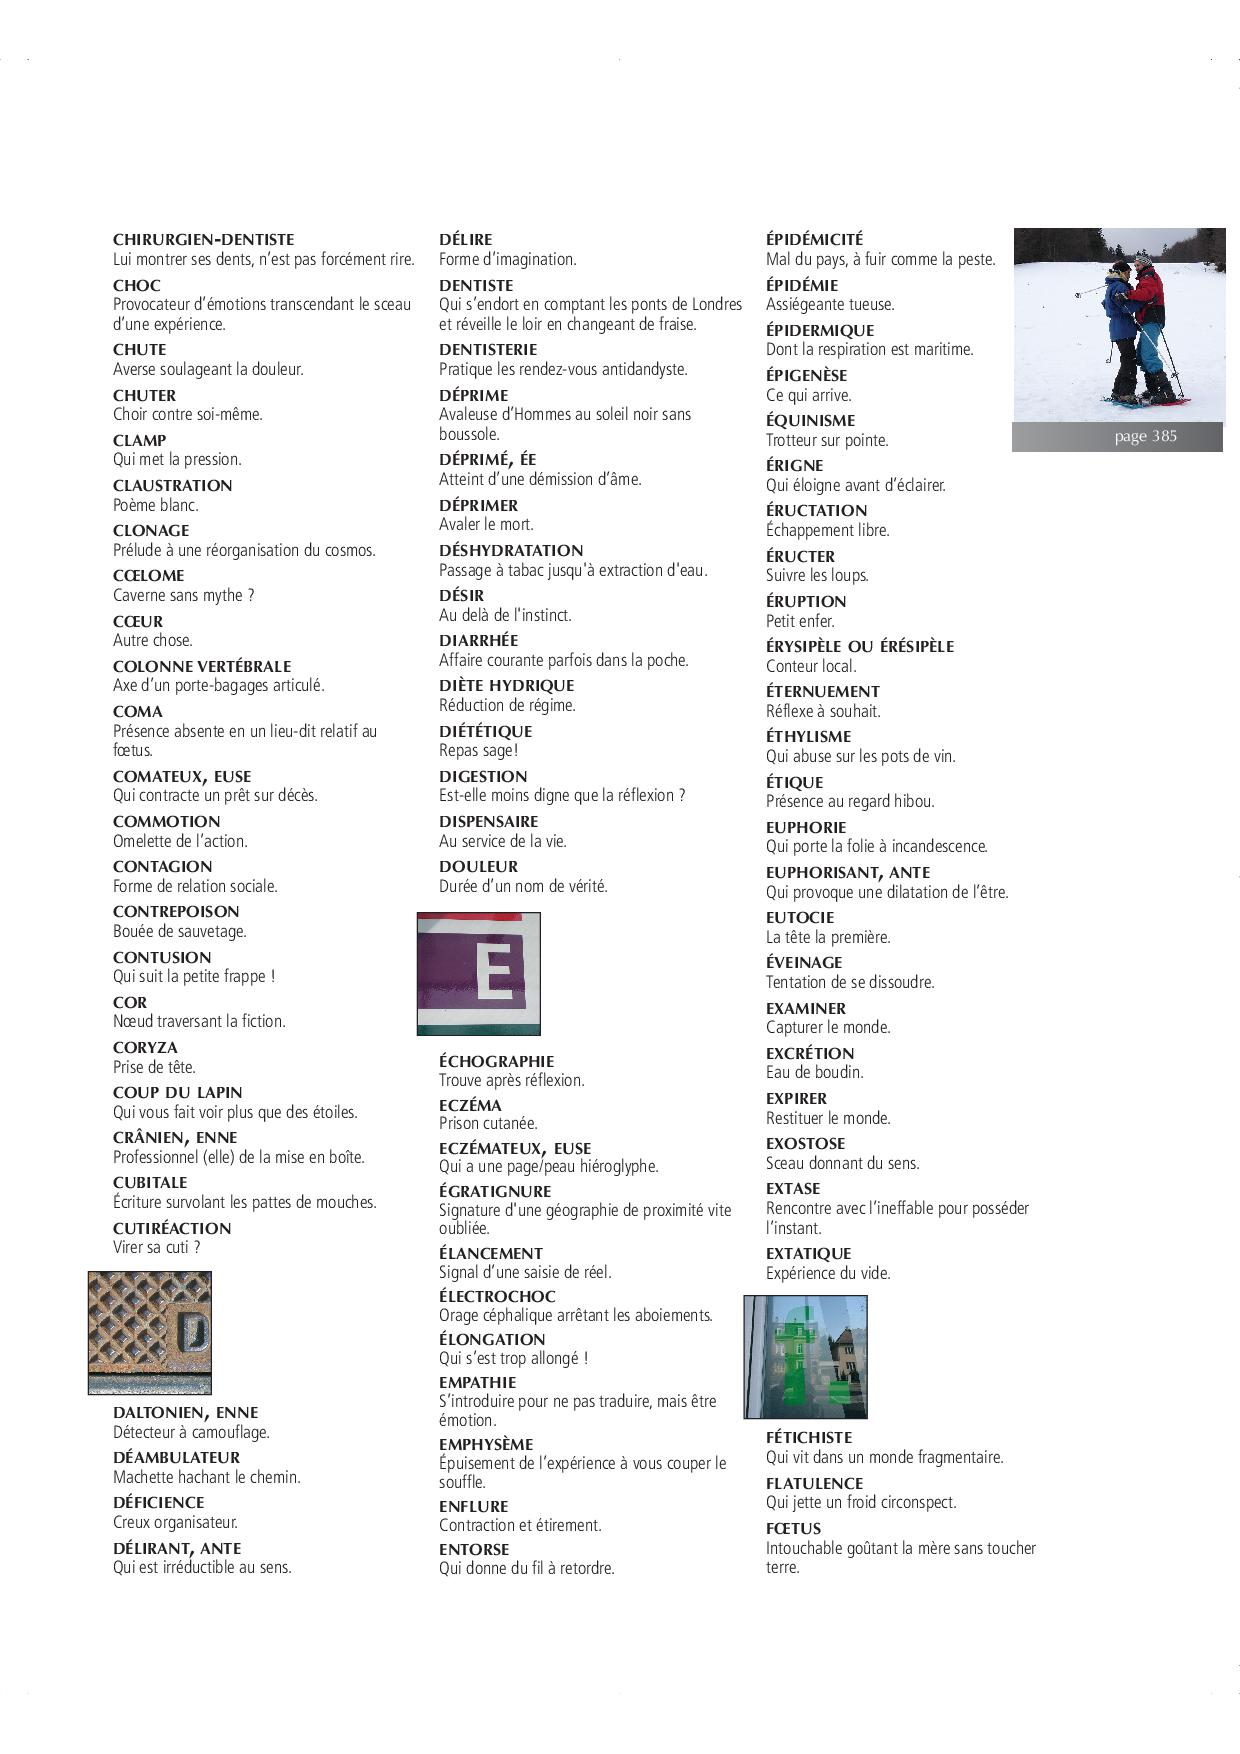 CHIRURGIEN-DENTISTE
Lui montrer ses dents, n’est pas forcément rire.
CHOC
Provocateur d’émotions transcendant le sceau
d’une expérience.
CHUTE
Averse soulageant la douleur.
CHUTER
Choir contre soi-même.
CLAMP
Qui met la pression.
CLAUSTRATION
Poème blanc.
CLONAGE
Prélude à une réorganisation du cosmos.
CŒLOME
Caverne sans mythe ?
CŒUR
Autre chose.
COLONNE VERTÉBRALE
Axe d’un porte-bagages articulé.
COMA
Présence absente en un lieu-dit relatif au
fœtus.
COMATEUX, EUSE
Qui contracte un prêt sur décès.
COMMOTION
Omelette de l’action.
CONTAGION
Forme de relation sociale.
CONTREPOISON
Bouée de sauvetage.
CONTUSION
Qui suit la petite frappe !
COR
Nœud traversant la fiction.
CORYZA
Prise de tête.
COUP DU LAPIN
Qui vous fait voir plus que des étoiles.
CRÂNIEN, ENNE
Professionnel (elle) de la mise en boîte.
CUBITALE
Écriture survolant les pattes de mouches.
CUTIRÉACTION
Virer sa cuti ?
D
DALTONIEN, ENNE
Détecteur à camouflage.
DÉAMBULATEUR
Machette hachant le chemin.
DÉFICIENCE
Creux organisateur.
DÉLIRANT, ANTE
Qui est irréductible au sens.
DÉLIRE
Forme d’imagination.
DENTISTE
Qui s’endort en comptant les ponts de Londres
et réveille le loir en changeant de fraise.
DENTISTERIE
Pratique les rendez-vous antidandyste.
DÉPRIME
Avaleuse d’Hommes au soleil noir sans
boussole.
DÉPRIMÉ, ÉE
Atteint d’une démission d’âme.
DÉPRIMER
Avaler le mort.
DÉSHYDRATATION
Passage à tabac jusqu'à extraction d'eau.
DÉSIR
Au delà de l'instinct.
DIARRHÉE
Affaire courante parfois dans la poche.
DIÈTE HYDRIQUE
Réduction de régime.
DIÉTÉTIQUE
Repas sage!
DIGESTION
Est-elle moins digne que la réflexion ?
DISPENSAIRE
Au service de la vie.
DOULEUR
Durée d’un nom de vérité.
E
ÉCHOGRAPHIE
Trouve après réflexion.
ECZÉMA
Prison cutanée.
ECZÉMATEUX, EUSE
Qui a une page/peau hiéroglyphe.
ÉGRATIGNURE
Signature d'une géographie de proximité vite
oubliée.
ÉLANCEMENT
Signal d’une saisie de réel.
ÉLECTROCHOC
Orage céphalique arrêtant les aboiements.
ÉLONGATION
Qui s’est trop allongé !
EMPATHIE
S’introduire pour ne pas traduire, mais être
émotion.
EMPHYSÈME
Épuisement de l’expérience à vous couper le
souffle.
ENFLURE
Contraction et étirement.
ENTORSE
Qui donne du fil à retordre.
ÉPIDÉMICITÉ
Mal du pays, à fuir comme la peste.
ÉPIDÉMIE
Assiégeante tueuse.
ÉPIDERMIQUE
Dont la respiration est maritime.
ÉPIGENÈSE
Ce qui arrive.
ÉQUINISME
Trotteur sur pointe.
ÉRIGNE
Qui éloigne avant d’éclairer.
ÉRUCTATION
Échappement libre.
ÉRUCTER
Suivre les loups.
ÉRUPTION
Petit enfer.
ÉRYSIPÈLE OU ÉRÉSIPÈLE
Conteur local.
ÉTERNUEMENT
Réflexe à souhait.
ÉTHYLISME
Qui abuse sur les pots de vin.
ÉTIQUE
Présence au regard hibou.
EUPHORIE
Qui porte la folie à incandescence.
EUPHORISANT, ANTE
Qui provoque une dilatation de l’être.
EUTOCIE
La tête la première.
ÉVEINAGE
Tentation de se dissoudre.
EXAMINER
Capturer le monde.
EXCRÉTION
Eau de boudin.
EXPIRER
Restituer le monde.
EXOSTOSE
Sceau donnant du sens.
EXTASE
Rencontre avec l’ineffable pour posséder
l’instant.
EXTATIQUE
Expérience du vide.
f
FÉTICHISTE
Qui vit dans un monde fragmentaire.
FLATULENCE
Qui jette un froid circonspect.
FŒTUS
Intouchable goûtant la mère sans toucher
terre.
page 385